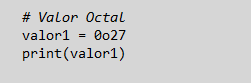 # Valor Octal
valor1 = 0o27
print(valor1)